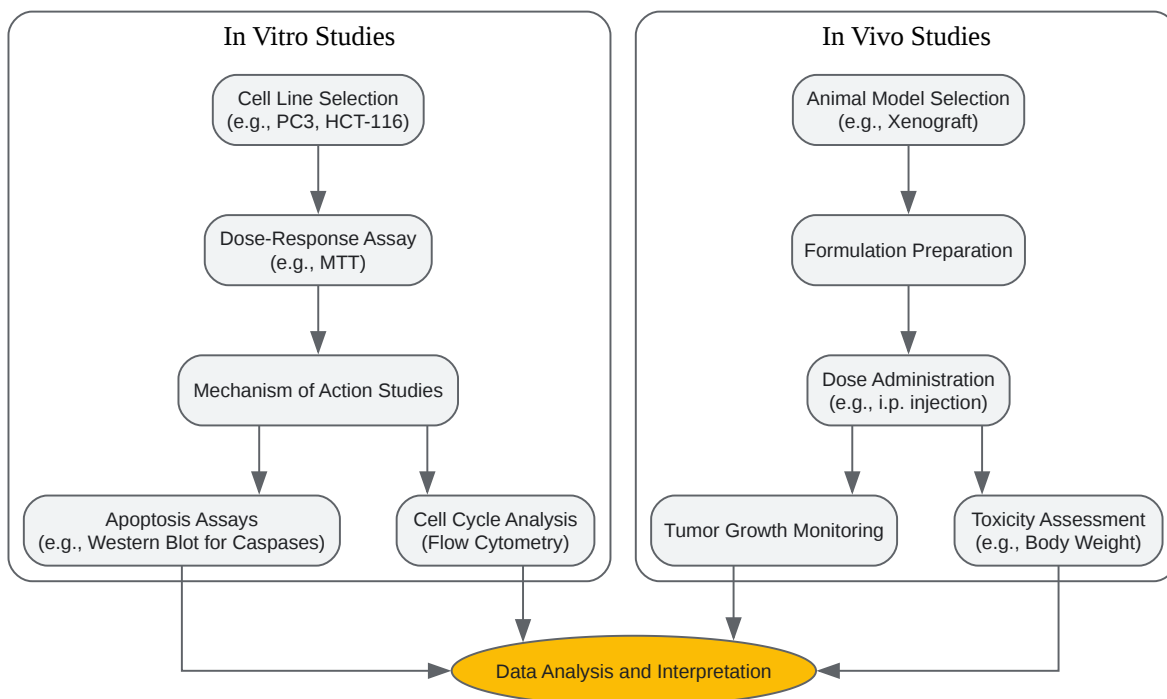 In Vitro Studies
Cell Line Selection
(e.g., PC3, HCT-116)
Dose-Response Assay
(e.g., MTT)
Mechanism of Action Studies
Apoptosis Assays
(e.g., Western Blot for Caspases)
Cell Cycle Analysis
(Flow Cytometry)
In Vivo Studies
Animal Model Selection
(e.g., Xenograft)
Formulation Preparation
Dose Administration
(e.g., i.p. injection)
Tumor Growth Monitoring
Toxicity Assessment
(e.g., Body Weight)
Data Analysis and Interpretation